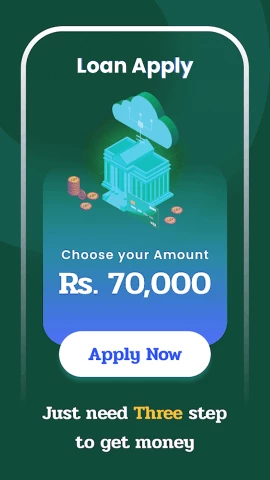 Loan Apply
Choose your Amount
Rs. 70,000
Apply Now
Just need Three step
to get money